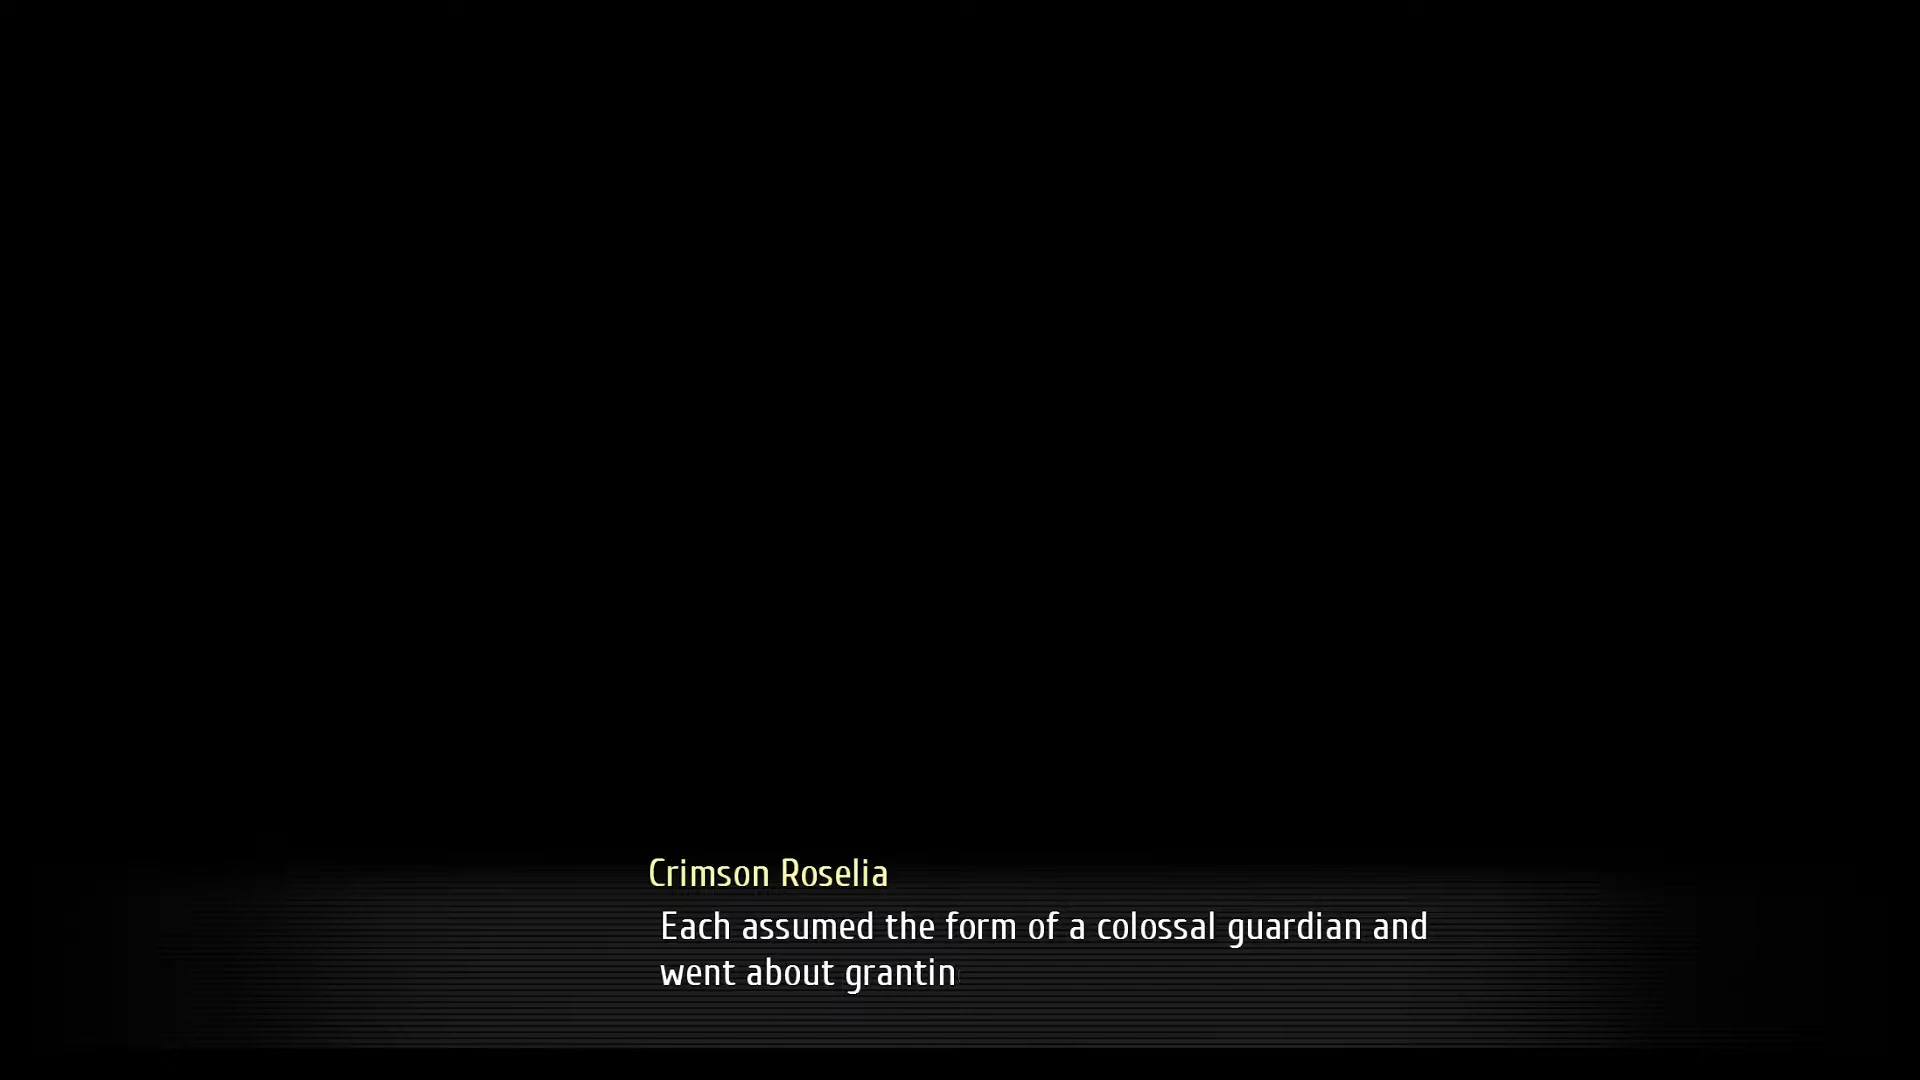 Crimson Roselia
Each assumed the form of a colossal guardian and
went about grantin